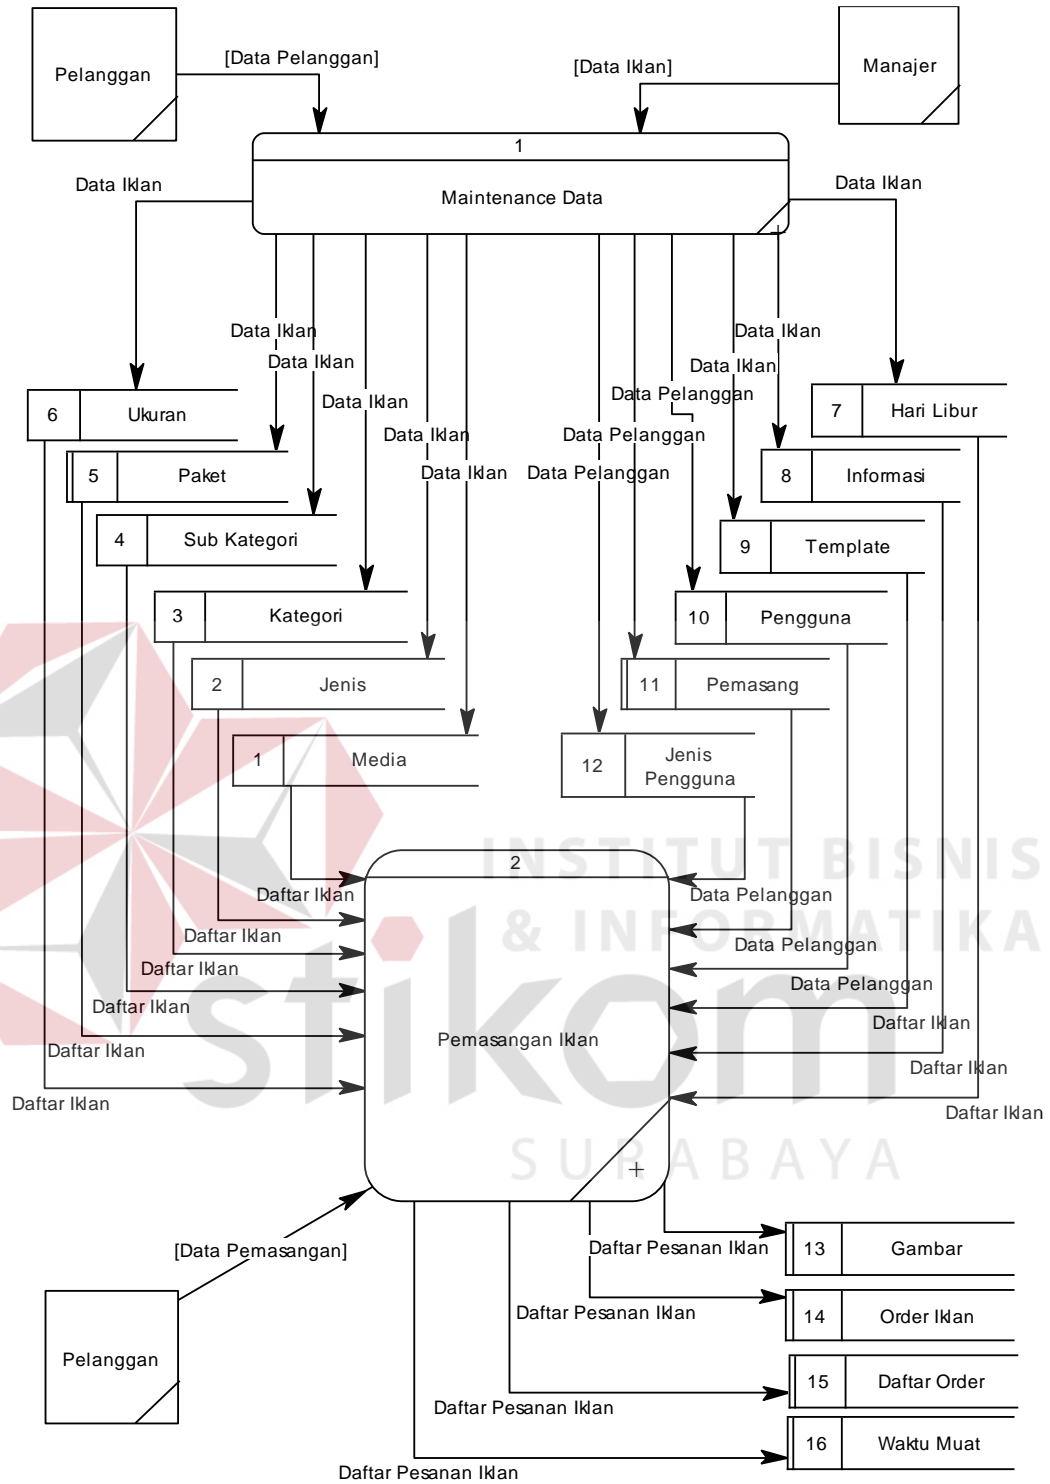 Pelanggan
[Data Pelanggan]
[Data Iklan]
Manajer
1
Maintenance Data
Data Iklan
Data Iklan
Data Iklan
Data Iklan
Data Iklan
Data Iklan
Data Iklan
Data Iklan
Data Iklan
Data Pelanggan
Data Pelanggan
Data Pelanggan
6 Ukuran
7 Hari Libur
5 Paket
8 Informasi
4 Sub Kategori
9 Template
3 Kategori
10 Pengguna
2 Jenis
11 Pemasang
1 Media
12 Jenis
Pengguna
INSTITUT BISNIS
& INFORMATIKA
stikom
SURABAYA
2
Pemasangan Iklan
Daftar Iklan
Data Pelanggan
Daftar Iklan
Data Pelanggan
Daftar Iklan
Data Pelanggan
Daftar Iklan
Daftar Iklan
Daftar Iklan
Daftar Iklan
Daftar Iklan
Daftar Iklan
[Data Pemasangan]
Pelanggan
Daftar Pesanan Iklan
13 Gambar
Daftar Pesanan Iklan
14 Order Iklan
Daftar Pesanan Iklan
15 Daftar Order
Daftar Pesanan Iklan
16 Waktu Muat